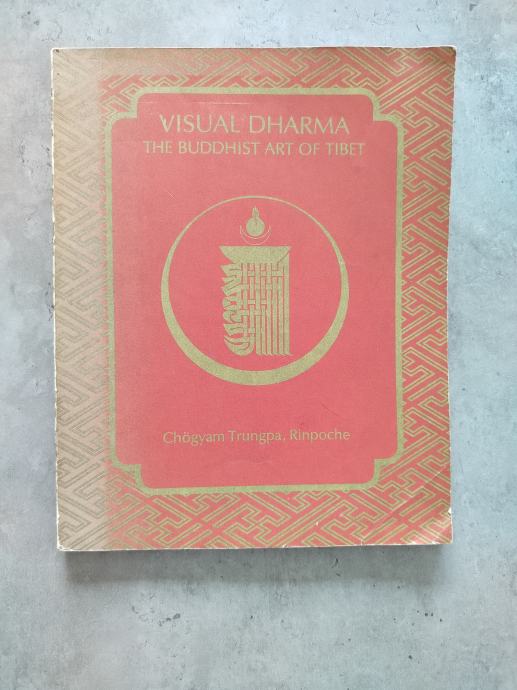 VISUAL DHARMA
THE BUDDHIST ART OF TIBET
Chögyam Trungpa, Rinpoche